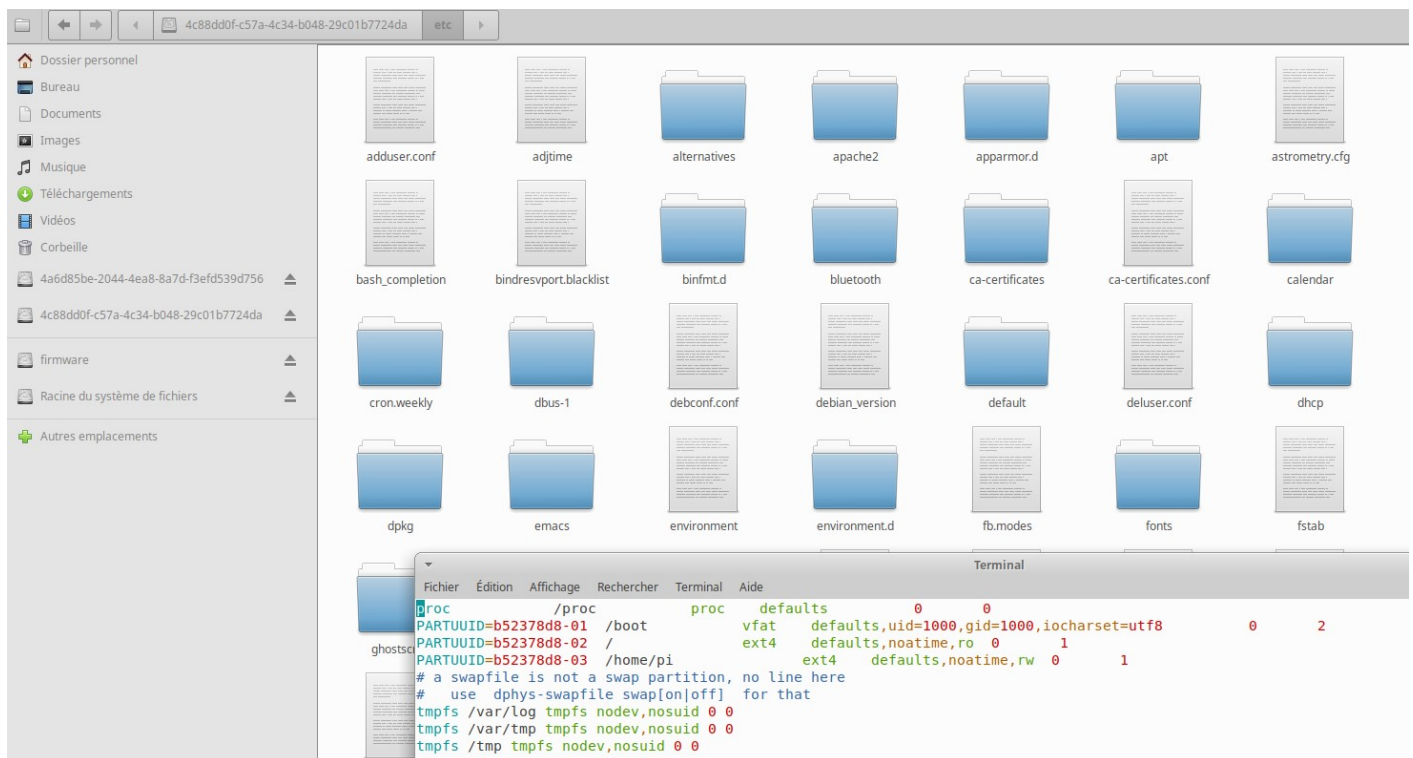 4c88dd0f-c57a-4c34-b048-29c01b7724da etc
Dossier personnel
Bureau
Documents
Images
Musique
Téléchargements
Vidéos
Corbeille
4a6d85be-2044-4ea8-8a7d-f3efd539d756
4c88dd0f-c57a-4c34-b048-29c01b7724da
firmware
Racine du système de fichiers
Autres emplacements
adduser.conf adjtime alternatives apache2 apparmor.d apt astrometry.cfg
bash_completion bindresvport.blacklist binfmt.d bluetooth ca-certificates ca-certificates.conf calendar
cron.weekly dbus-1 debconf.conf debian_version default deluser.conf dhcp
dpkg emacs environment environment.d fb.modes fonts fstab
Terminal
Fichier Édition Affichage Rechercher Terminal Aide
proc /proc proc defaults 0 0
PARTUUID=b52378d8-01 /boot vfat defaults,uid=1000,gid=1000,iocharset=utf8 0 2
PARTUUID=b52378d8-02 / ext4 defaults,noatime,ro 0 1
PARTUUID=b52378d8-03 /home/pi ext4 defaults,noatime,rw 0 1
# a swapfile is not a swap partition, no line here
# use dphys-swapfile swap[on|off] for that
tmpfs /var/log tmpfs nodev,nosuid 0 0
tmpfs /var/tmp tmpfs nodev,nosuid 0 0
tmpfs /tmp tmpfs nodev,nosuid 0 0